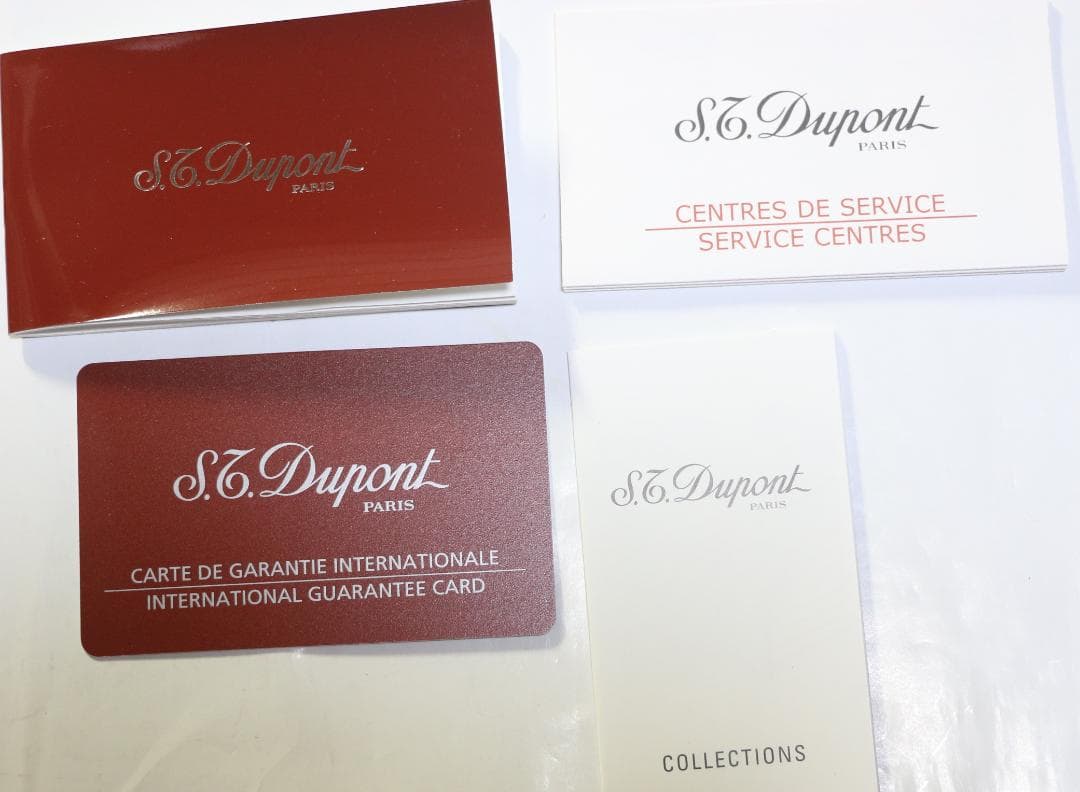 S.T. Dupont
PARIS
S.T. Dupont
PARIS
CENTRES DE SERVICE
SERVICE CENTRES
S.T. Dupont
PARIS
CARTE DE GARANTIE INTERNATIONALE
INTERNATIONAL GUARANTEE CARD
S.T. Dupont
PARIS
COLLECTIONS